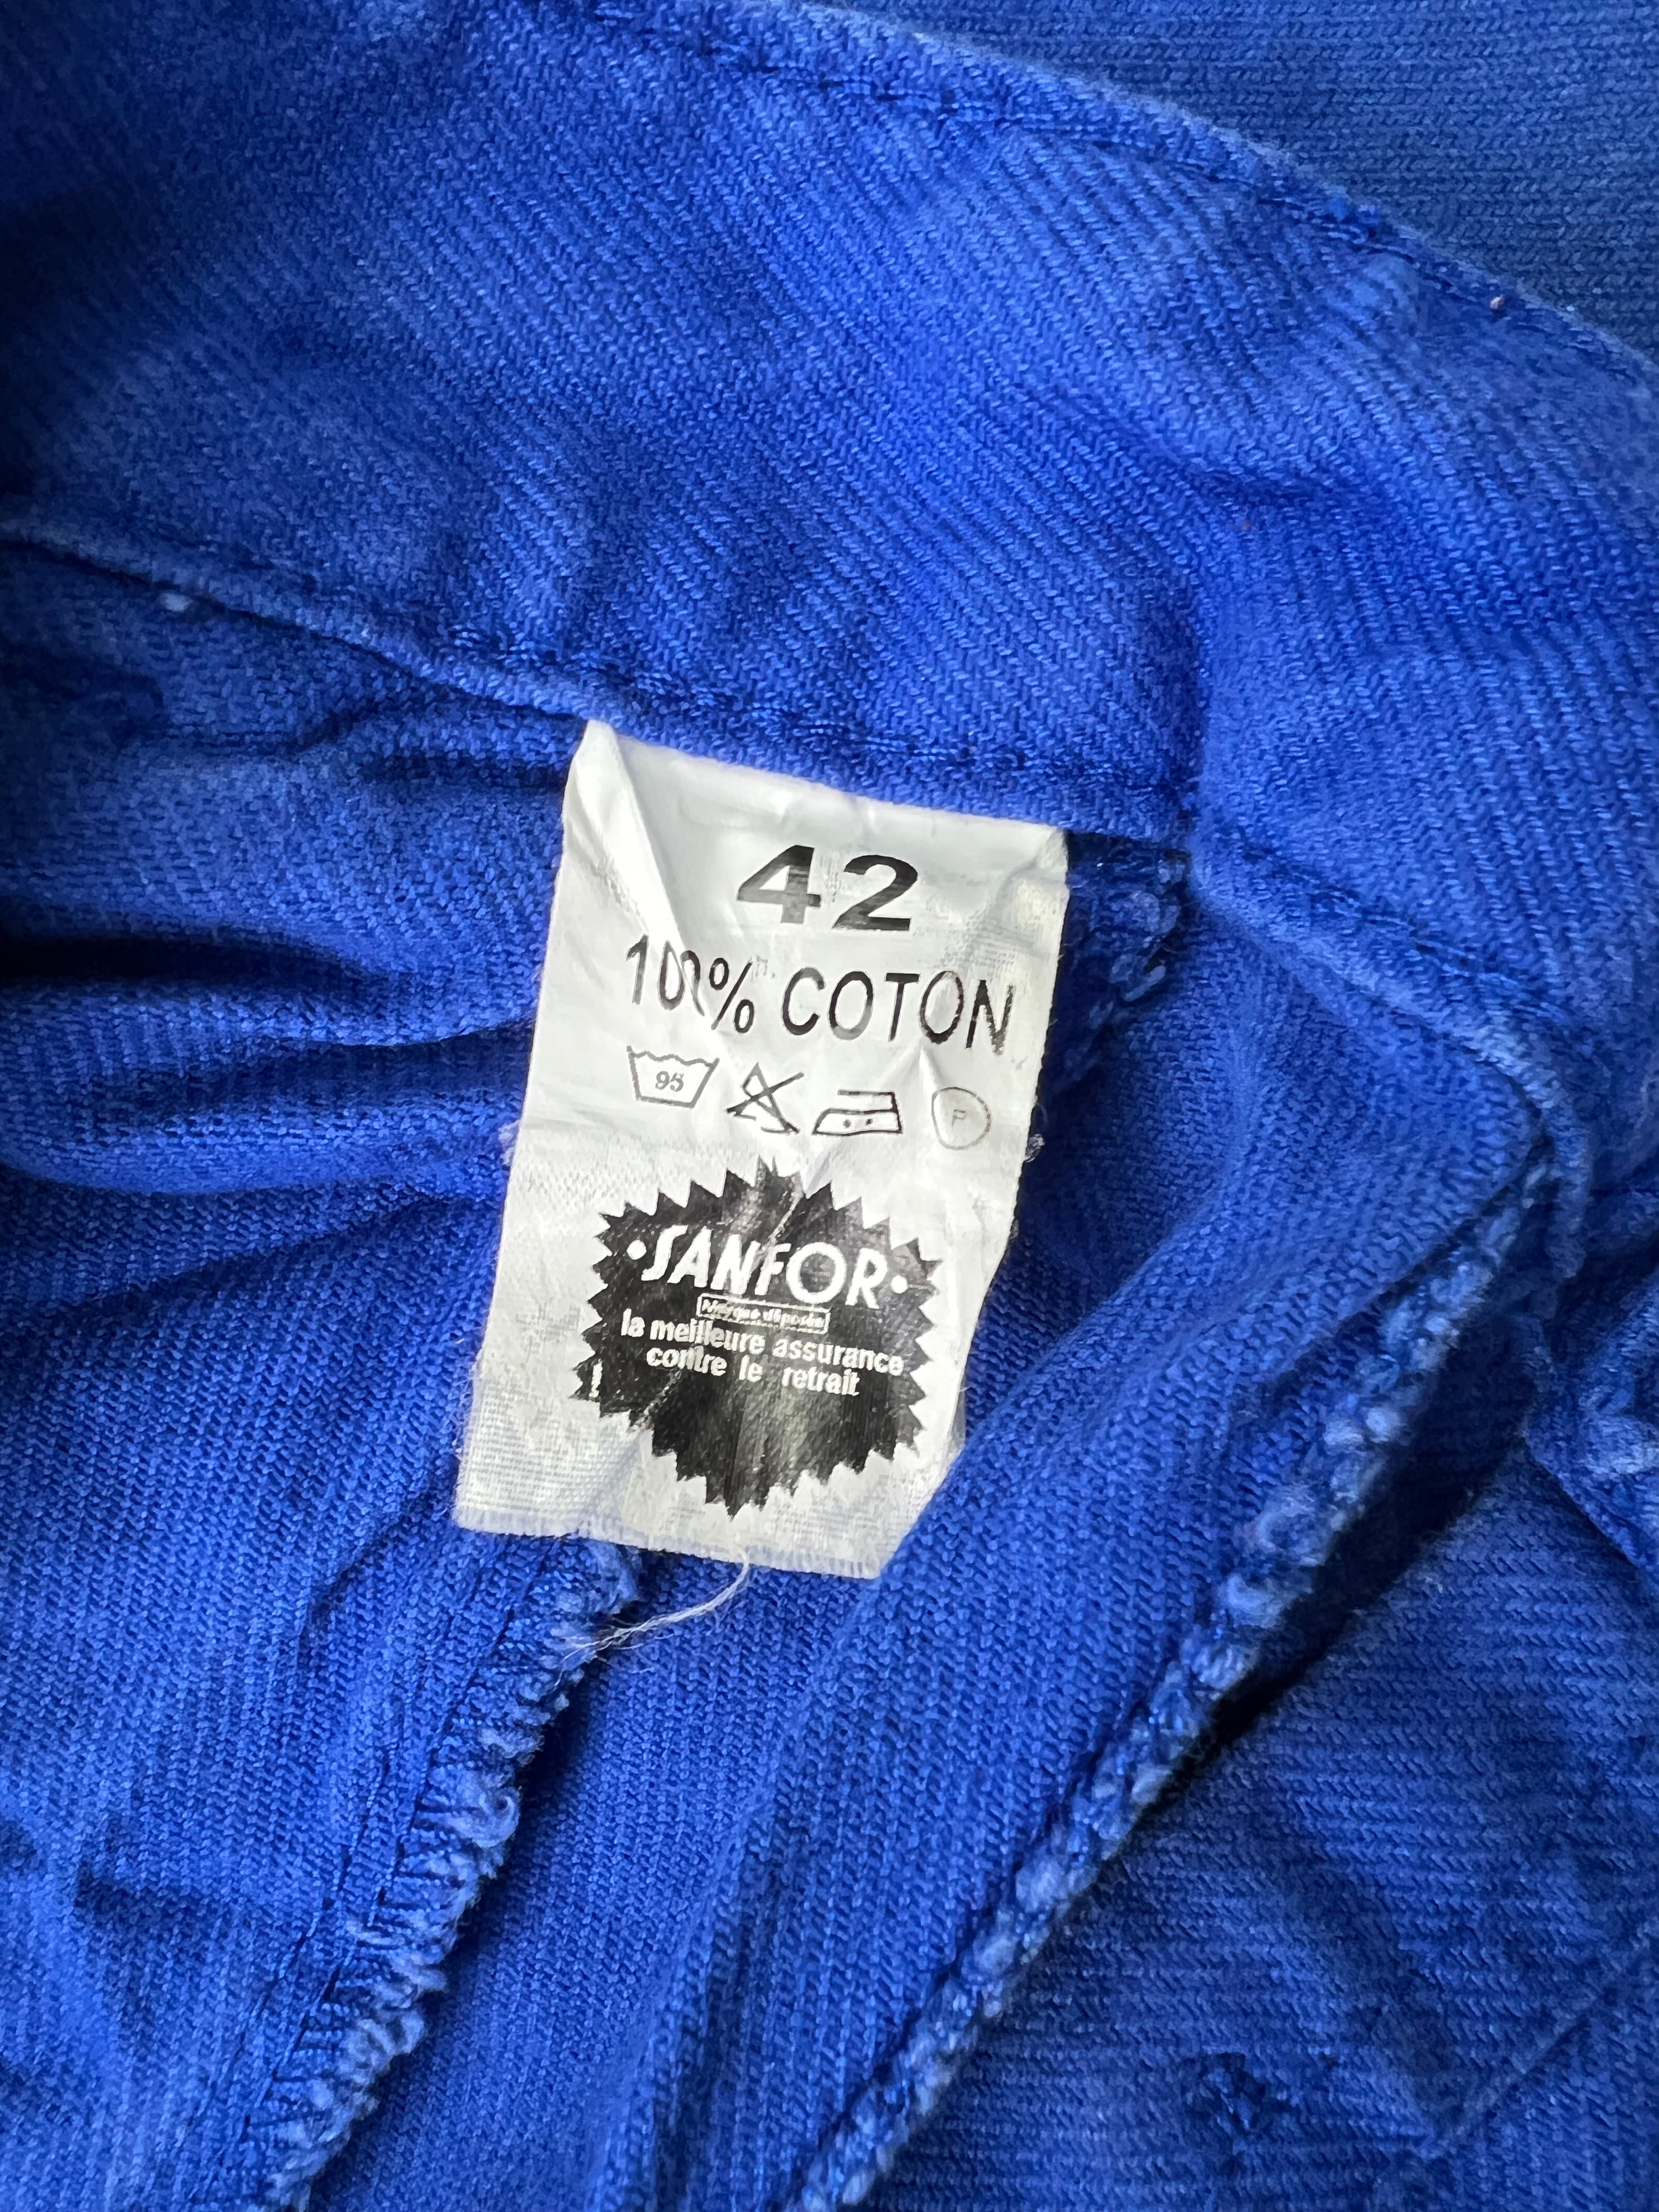 42
100% COTON
95
P
•SANFOR•
Marque déposée
la meilleure assurance
contre le retrait